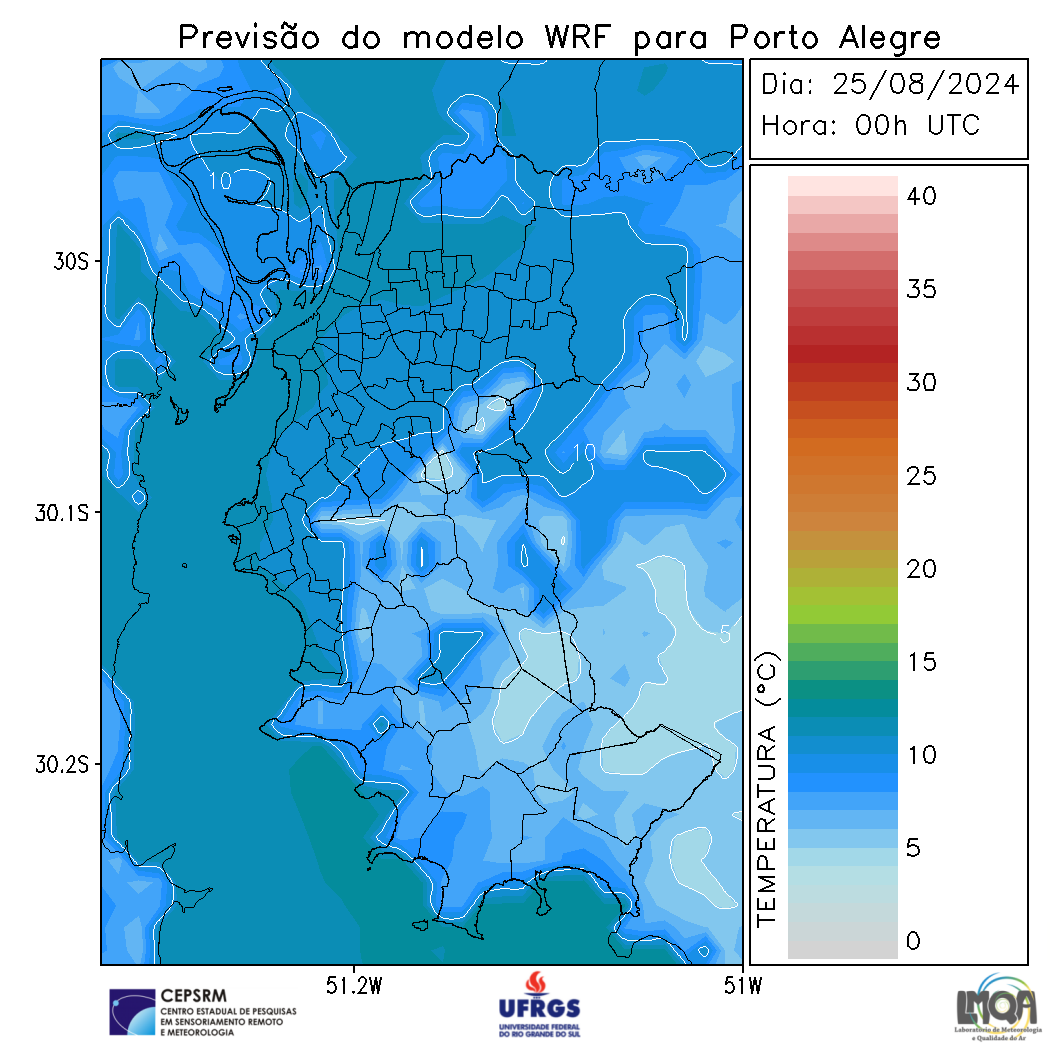 Previsão do modelo WRF para Porto Alegre
Dia: 25/08/2024
Hora: 00h UTC
40
35
30
25
20
15
10
5
0
TEMPERATURA (°C)
10
10
5
30S
30.1S
30.2S
51.2W
51W
CEPSRM
CENTRO ESTADUAL DE PESQUISAS
EM SENSORIAMENTO REMOTO
E METEOROLOGIA
UFRGS
UNIVERSIDADE FEDERAL
DO RIO GRANDE DO SUL
LMQA
Laboratório de Meteorologia
e Qualidade do Ar